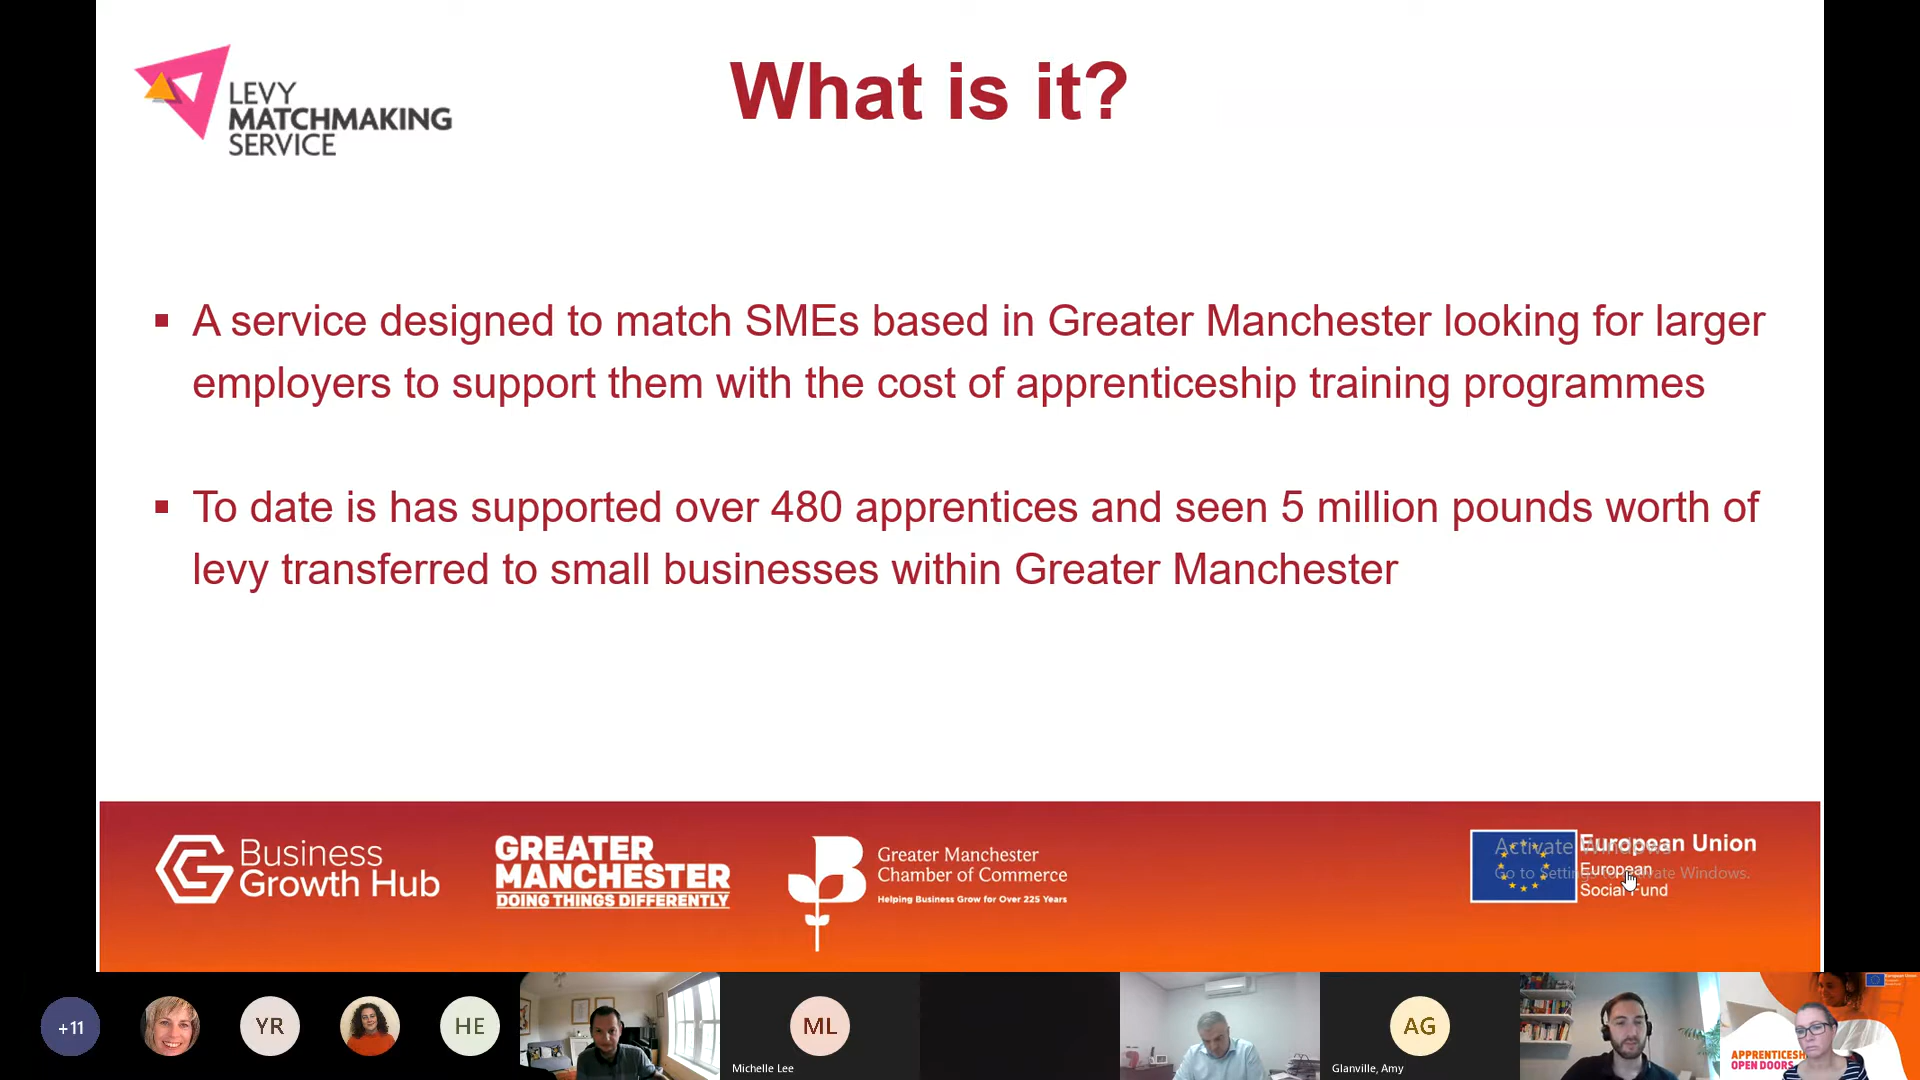 LEVY
MATCHMAKING
SERVICE
What is it?
▪ A service designed to match SMEs based in Greater Manchester looking for larger
employers to support them with the cost of apprenticeship training programmes
▪ To date is has supported over 480 apprentices and seen 5 million pounds worth of
levy transferred to small businesses within Greater Manchester
Business
Growth Hub
GREATER
MANCHESTER
DOING THINGS DIFFERENTLY
Greater Manchester
Chamber of Commerce
Helping Business Grow for Over 225 Years
European Union
European
Social Fund
Activate Windows
Go to Settings to activate Windows.
+11
YR
HE
ML
Michelle Lee
AG
Glanville, Amy
OPEN DOORS